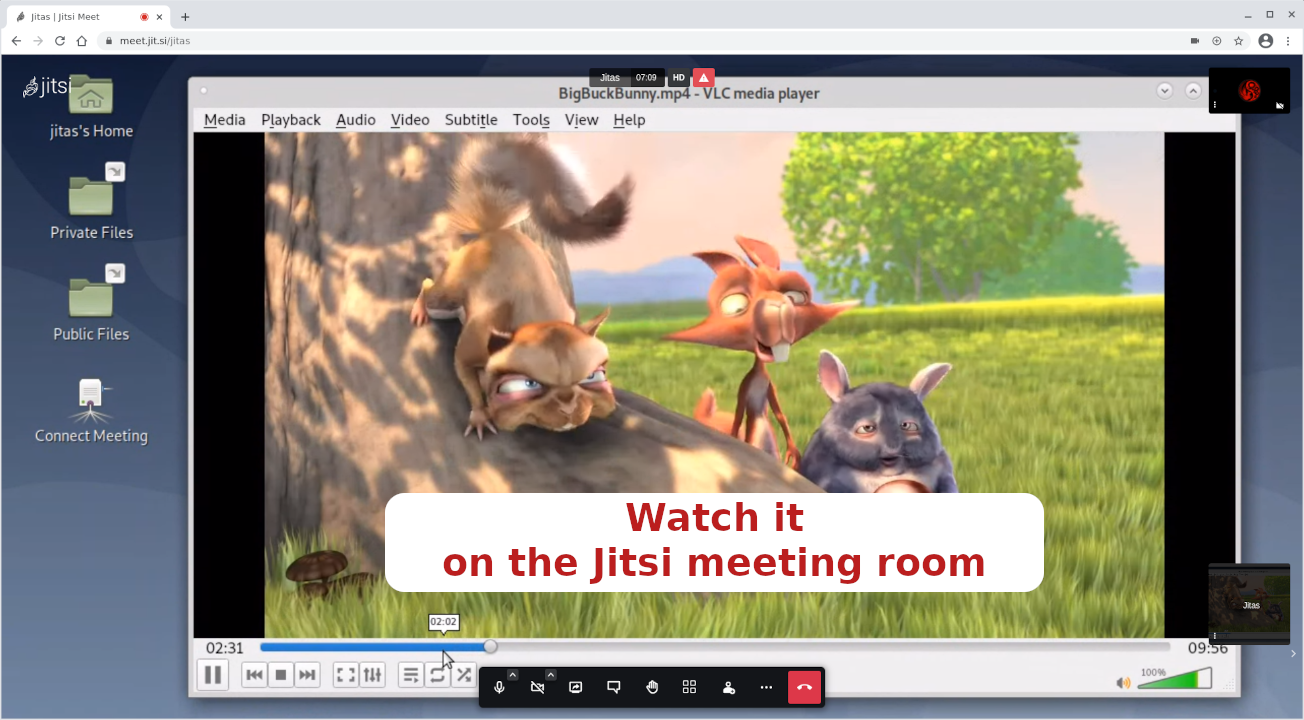 Jitas | Jitsi Meet
meet.jit.si/jitas
jitsi
Jitas 07:09 HD
BigBuckBunny.mp4 - VLC media player
Media Playback Audio Video Subtitle Tools View Help
jitas's Home
Private Files
Public Files
Connect Meeting
Watch it
on the Jitsi meeting room
Jitas
02:02
02:31
09:56
100%